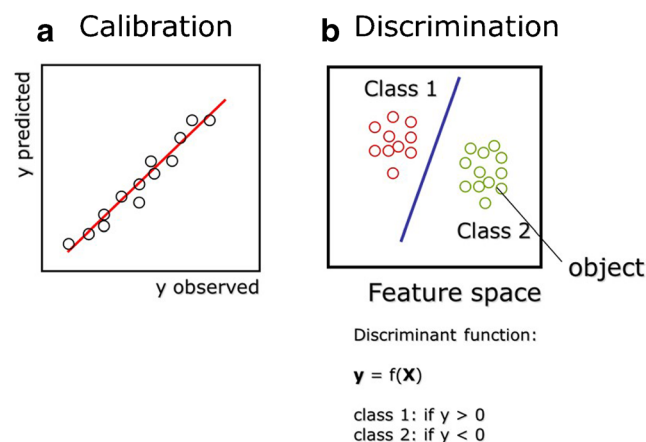 a Calibration
y predicted
y observed
b Discrimination
Class 1
Class 2
object
Feature space
Discriminant function:
y = f(X)
class 1: if y > 0
class 2: if y < 0